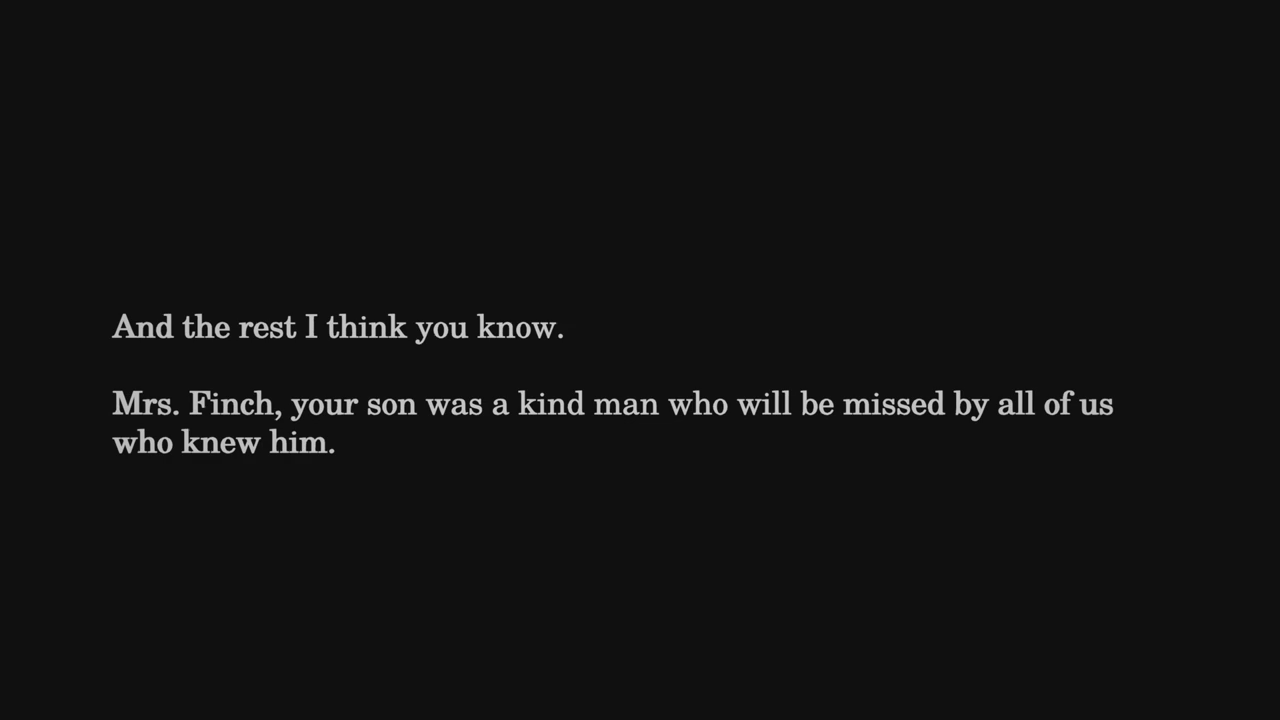 And the rest I think you know.
Mrs. Finch, your son was a kind man who will be missed by all of us
who knew him.